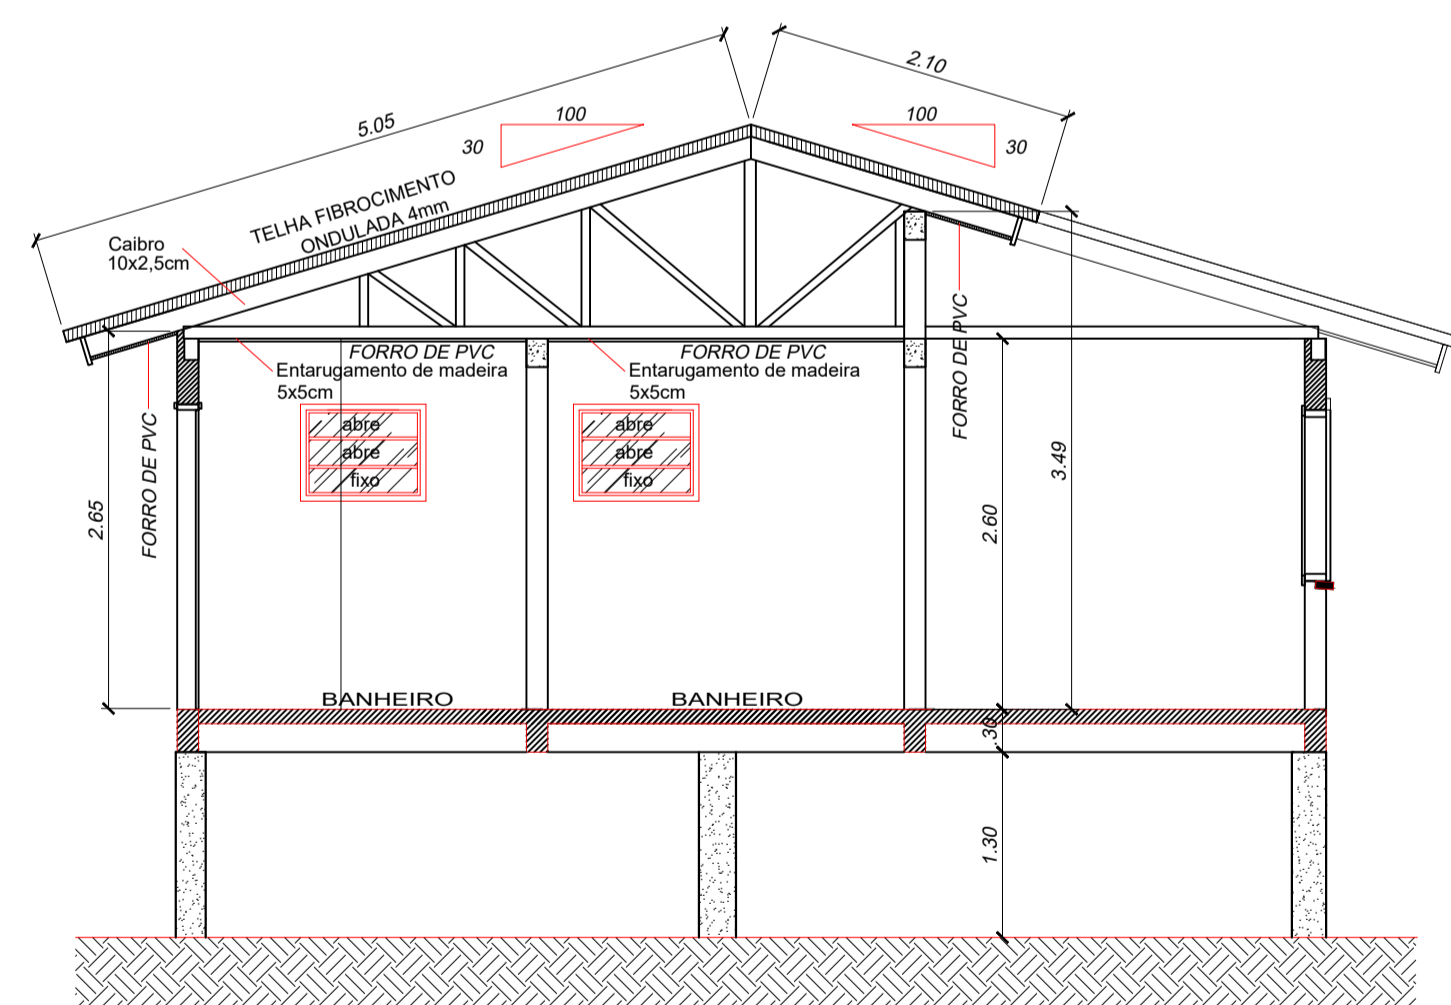 2.10
5.05
100
30
100
30
TELHA FIBROCIMENTO
ONDULADA 4mm
Caibro
10x2,5cm
FORRO DE PVC
Entarugamento de madeira
5x5cm
FORRO DE PVC
Entarugamento de madeira
5x5cm
abre
abre
fixo
abre
abre
fixo
FORRO DE PVC
FORRO DE PVC
2.65
2.60
3.49
BANHEIRO
BANHEIRO
.30
1.30